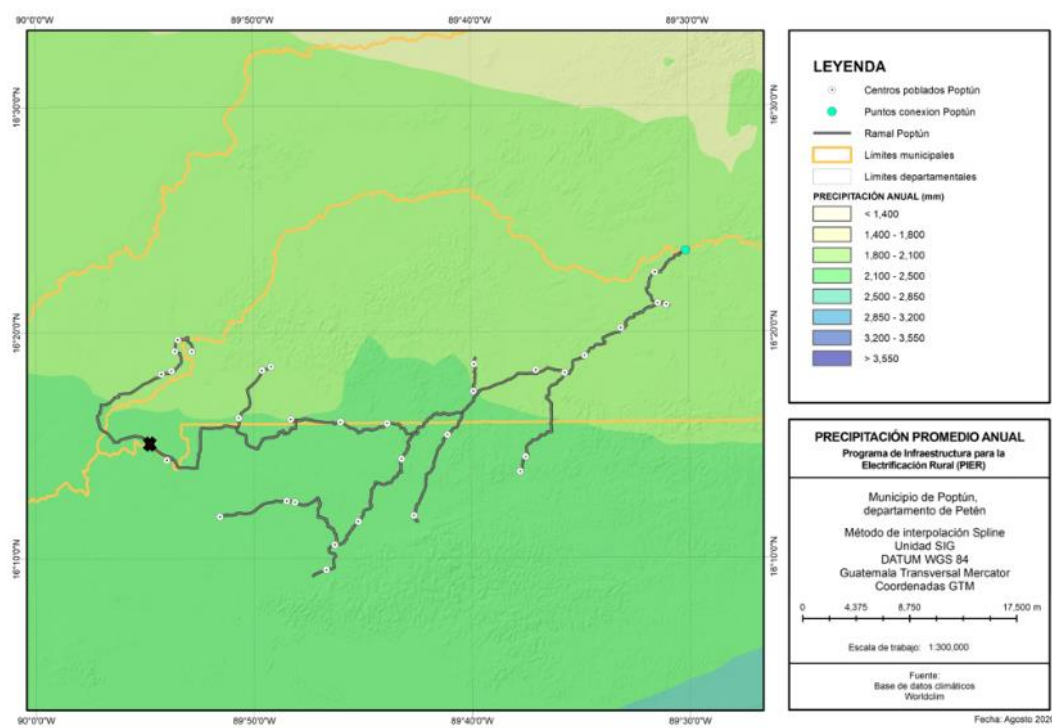 90°0'0"W 89°50'0"W 89°40'0"W 89°30'0"W
16°30'0"N 16°30'0"N
16°20'0"N 16°20'0"N
16°10'0"N 16°10'0"N
90°0'0"W 89°50'0"W 89°40'0"W 89°30'0"W
LEYENDA
Centros poblados Poptún
Puntos conexion Poptún
Ramal Poptún
Límites municipales
Límites departamentales
PRECIPITACIÓN ANUAL (mm)
< 1,400
1,400 - 1,800
1,800 - 2,100
2,100 - 2,500
2,500 - 2,850
2,850 - 3,200
3,200 - 3,550
> 3,550
PRECIPITACIÓN PROMEDIO ANUAL
Programa de Infraestructura para la
Electrificación Rural (PIER)
Municipio de Poptún,
departamento de Petén
Método de interpolación Spline
Unidad SIG
DATUM WGS 84
Guatemala Transversal Mercator
Coordenadas GTM
0 4,375 8,750 17,500 m
Escala de trabajo: 1:300,000
Fuente:
Base de datos climáticos
Worldclim
Fecha: Agosto